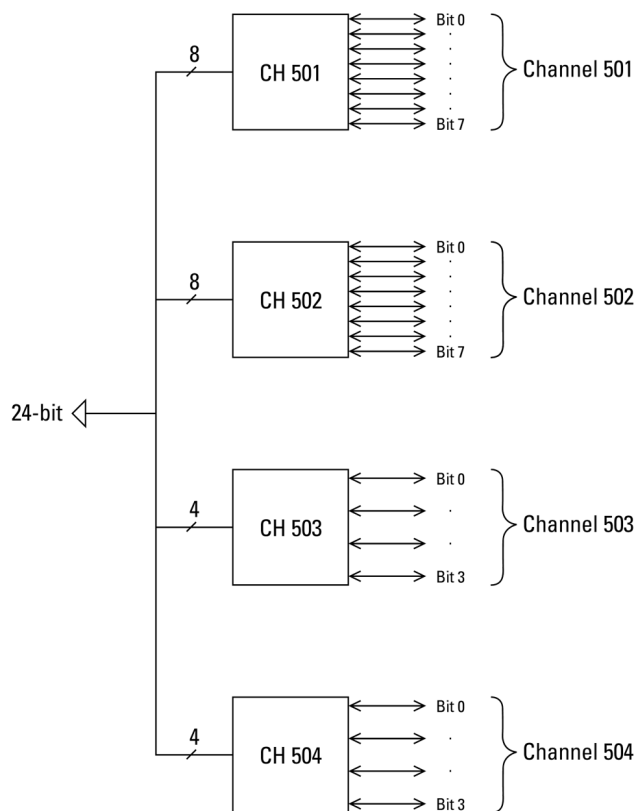 Bit 0
.
.
8
CH 501
.
Channel 501
.
.
.
Bit 7
Bit 0
.
.
8
CH 502
.
Channel 502
.
.
.
Bit 7
24-bit
Bit 0
4
.
CH 503
Channel 503
.
Bit 3
Bit 0
4
.
CH 504
Channel 504
.
Bit 3